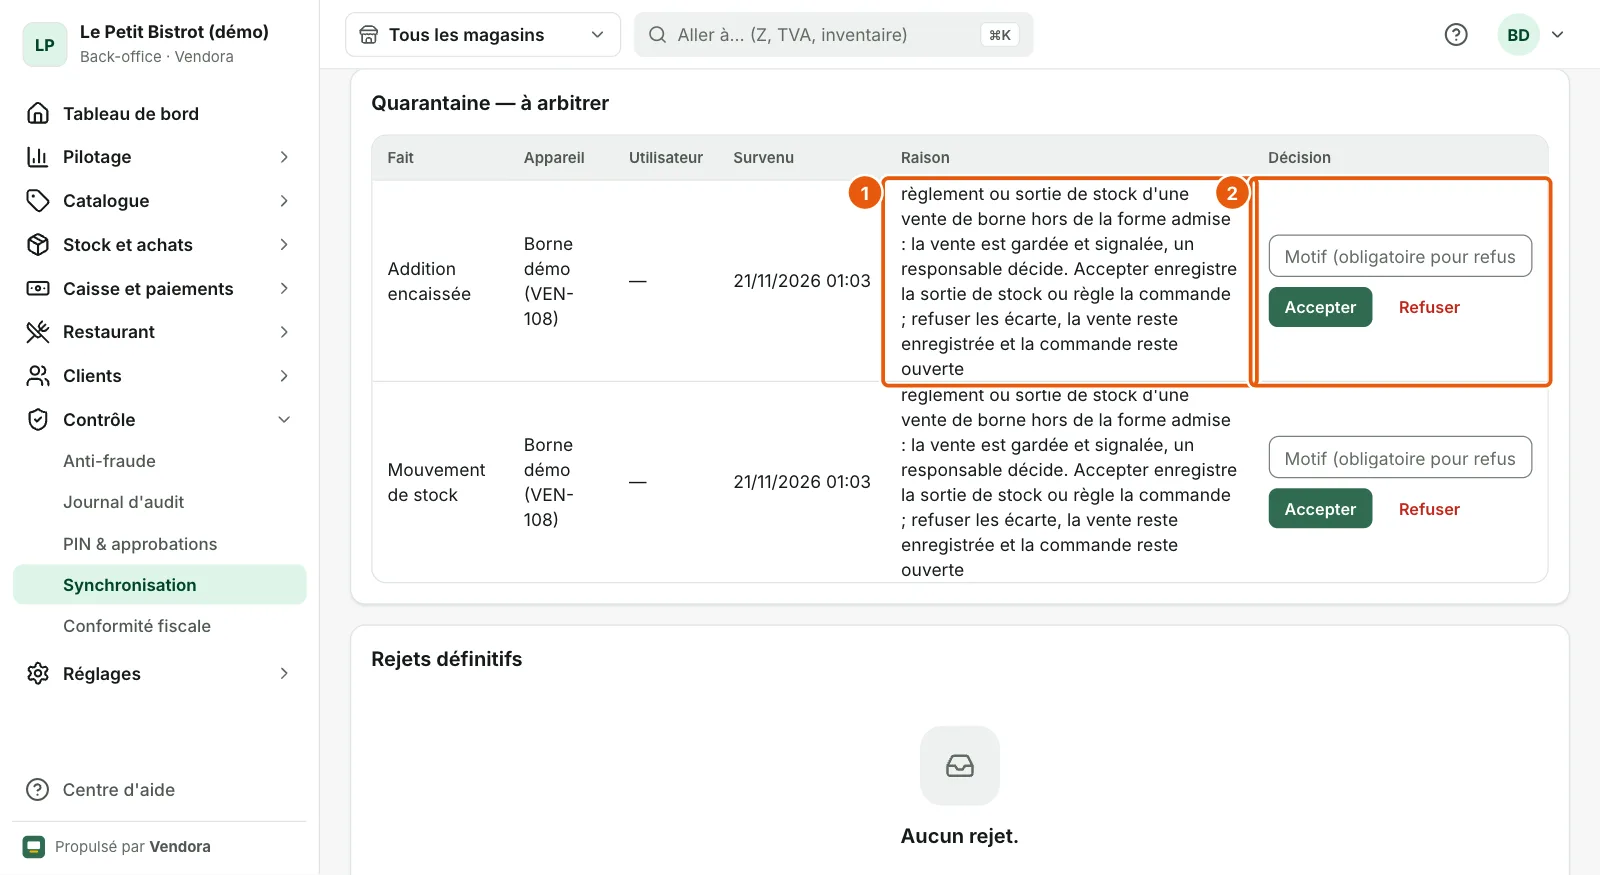 LP
Le Petit Bistrot (démo)
Back-office · Vendora
Tableau de bord
Pilotage
Catalogue
Stock et achats
Caisse et paiements
Restaurant
Clients
Contrôle
Anti-fraude
Journal d'audit
PIN & approbations
Synchronisation
Conformité fiscale
Réglages
Centre d'aide
Propulsé par Vendora
Tous les magasins
Aller à... (Z, TVA, inventaire)
⌘K
BD
Quarantaine — à arbitrer
Fait
Appareil
Utilisateur
Survenu
Raison
Décision
Addition
encaissée
Borne
démo
(VEN-
108)
—
21/11/2026 01:03
1
règlement ou sortie de stock d'une
vente de borne hors de la forme admise
: la vente est gardée et signalée, un
responsable décide. Accepter enregistre
la sortie de stock ou règle la commande
; refuser les écarte, la vente reste
enregistrée et la commande reste
ouverte
2
Motif (obligatoire pour refus
Accepter
Refuser
Mouvement
de stock
Borne
démo
(VEN-
108)
—
21/11/2026 01:03
règlement ou sortie de stock d'une
vente de borne hors de la forme admise
: la vente est gardée et signalée, un
responsable décide. Accepter enregistre
la sortie de stock ou règle la commande
; refuser les écarte, la vente reste
enregistrée et la commande reste
ouverte
Motif (obligatoire pour refus
Accepter
Refuser
Rejets définitifs
Aucun rejet.